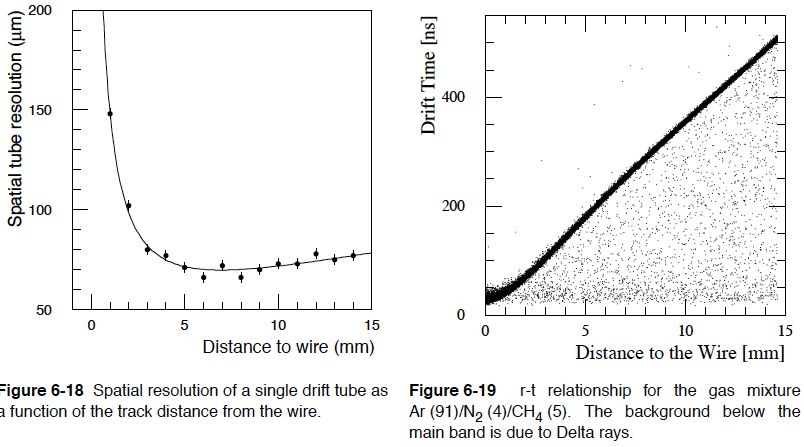 200
150
100
50
0
5
10
15
Spatial tube resolution (μm)
Distance to wire (mm)
igure 6-18 Spatial resolution of a single drift tube as
a function of the track distance from the wire.
Drift Time [ns]
400
200
0
0
5
10
15
Distance to the Wire [mm]
Figure 6-19 r-t relationship for the gas mixture
Ar (91)/N2 (4)/CH4 (5). The background below the
main band is due to Delta rays.